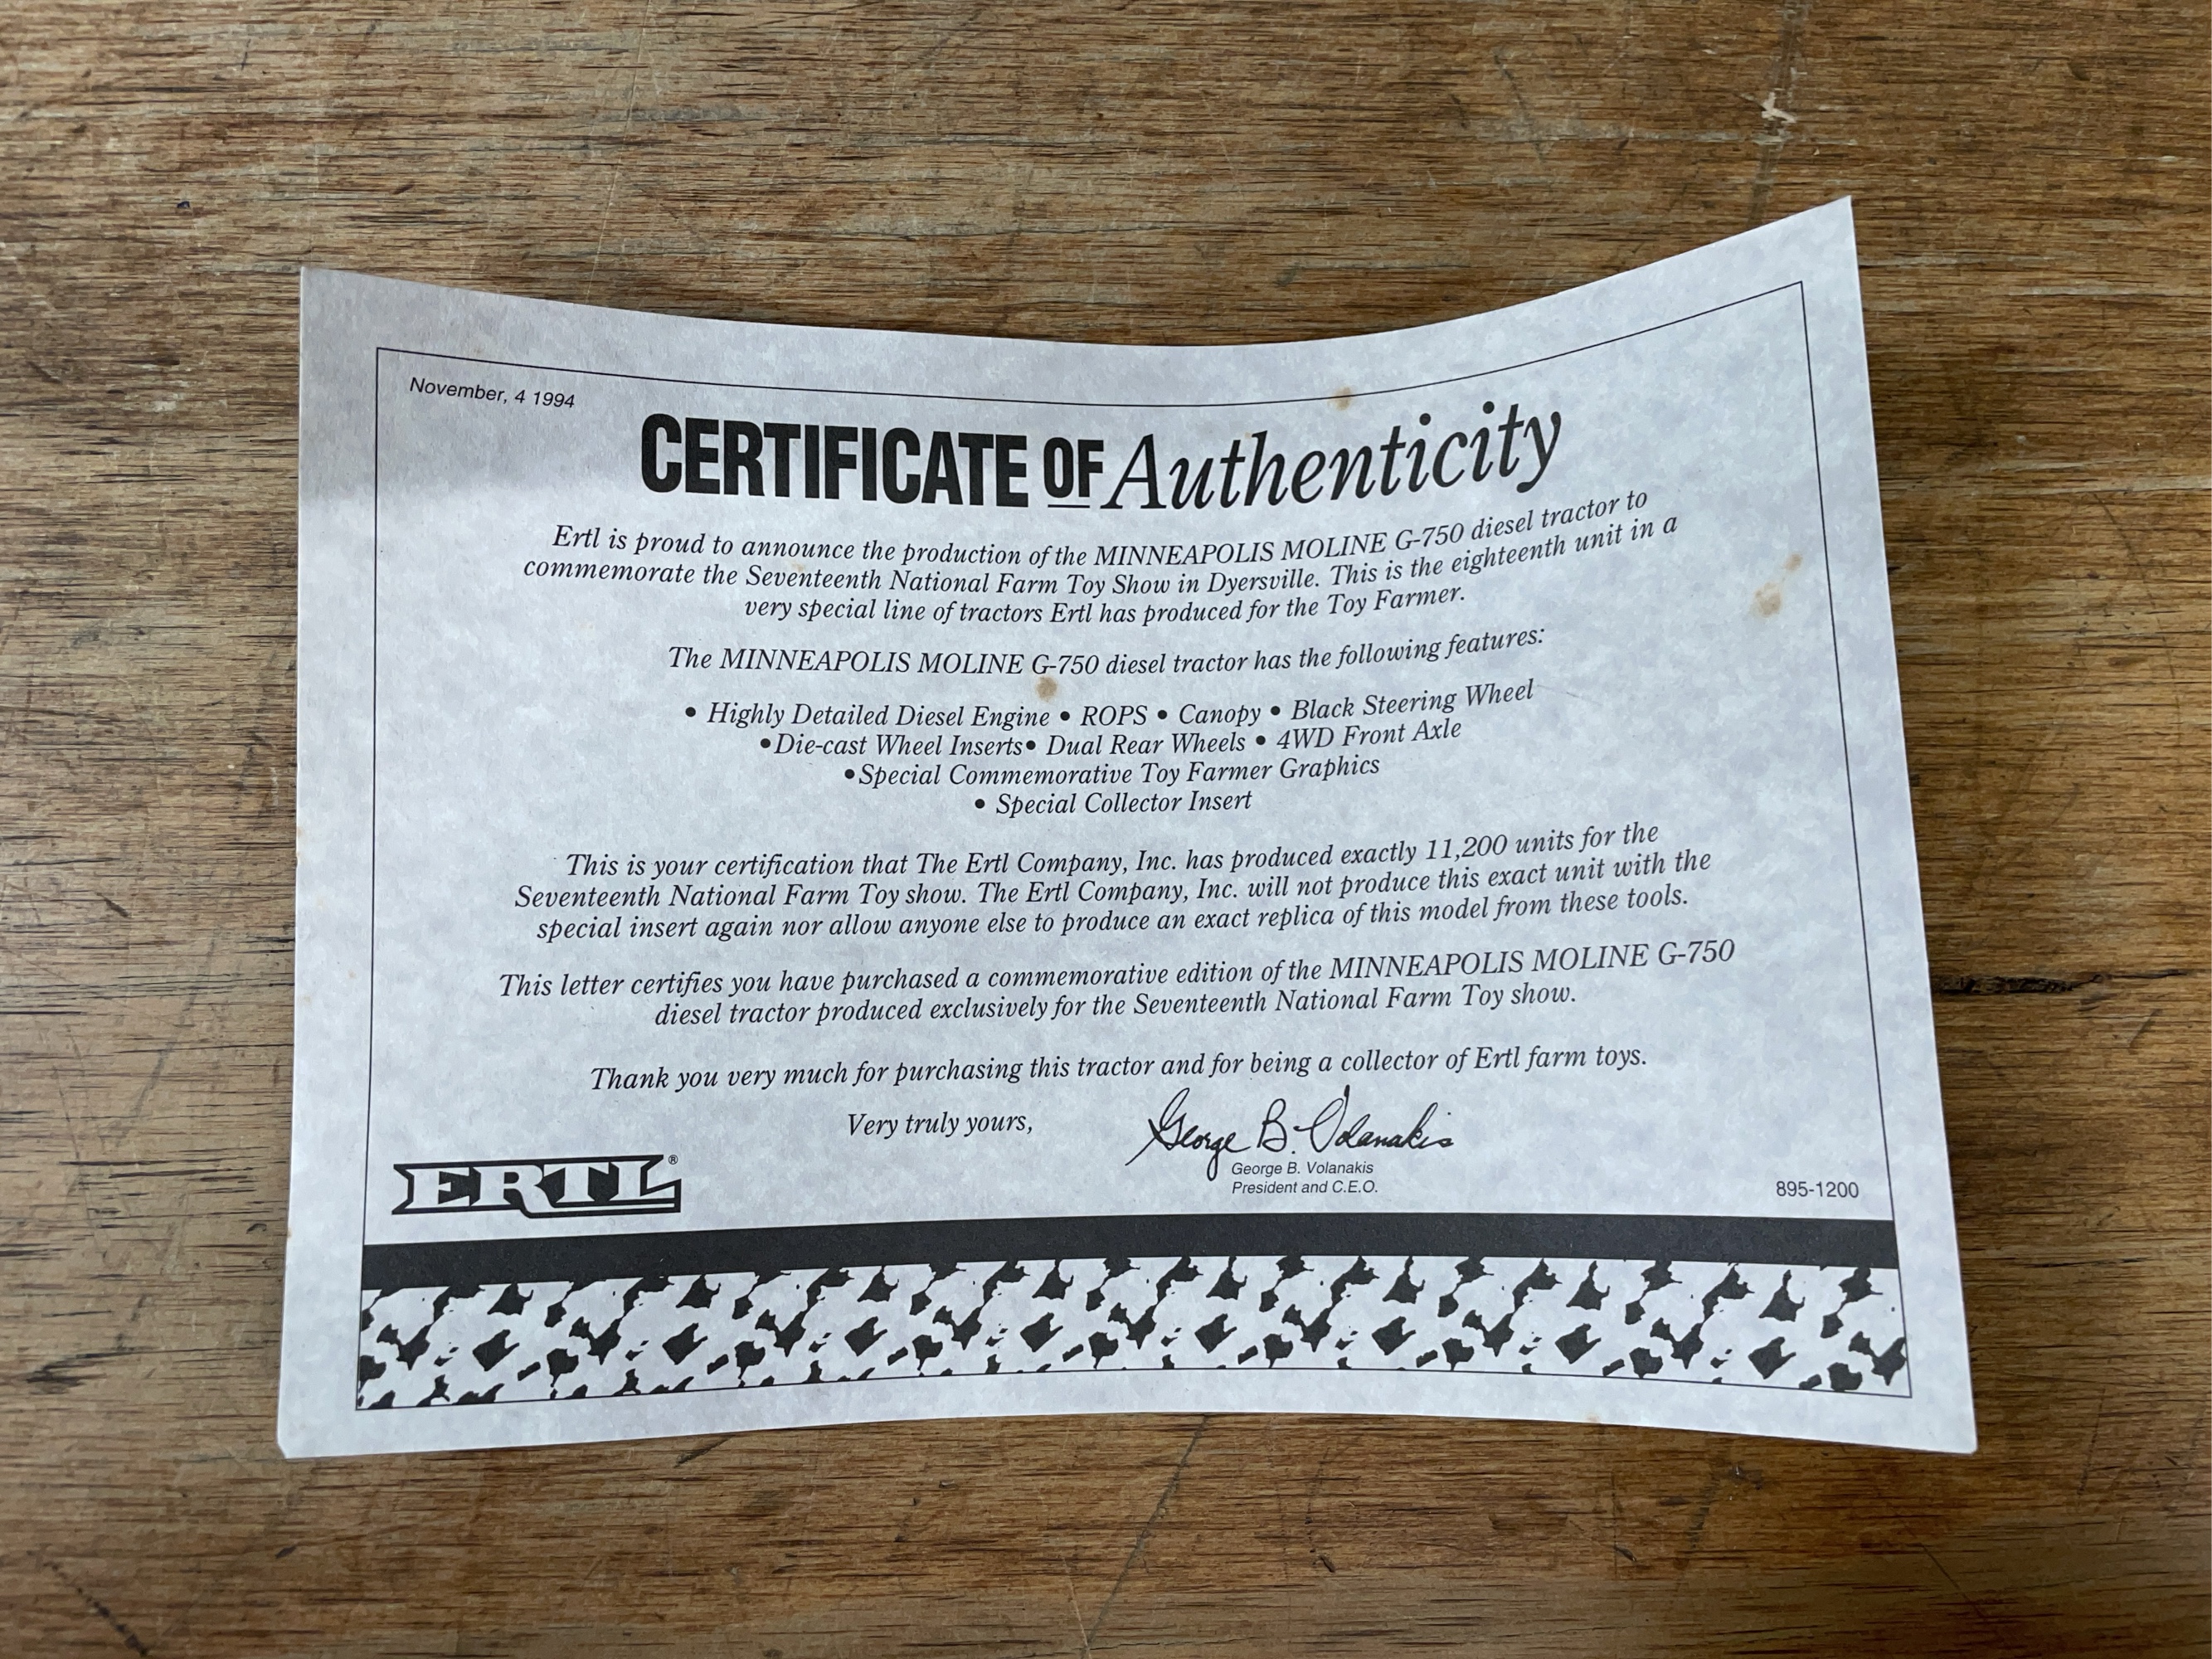 November, 4 1994
CERTIFICATE OF Authenticity
Ertl is proud to announce the production of the MINNEAPOLIS MOLINE G-750 diesel tractor to
commemorate the Seventeenth National Farm Toy Show in Dyersville. This is the eighteenth unit in a
very special line of tractors Ertl has produced for the Toy Farmer.
The MINNEAPOLIS MOLINE G-750 diesel tractor has the following features:
• Highly Detailed Diesel Engine • ROPS • Canopy • Black Steering Wheel
•Die-cast Wheel Inserts• Dual Rear Wheels • 4WD Front Axle
•Special Commemorative Toy Farmer Graphics
• Special Collector Insert
This is your certification that The Ertl Company, Inc. has produced exactly 11,200 units for the
Seventeenth National Farm Toy show. The Ertl Company, Inc. will not produce this exact unit with the
special insert again nor allow anyone else to produce an exact replica of this model from these tools.
This letter certifies you have purchased a commemorative edition of the MINNEAPOLIS MOLINE G-750
diesel tractor produced exclusively for the Seventeenth National Farm Toy show.
Thank you very much for purchasing this tractor and for being a collector of Ertl farm toys.
Very truly yours,
George B. Volanakis
George B. Volanakis
President and C.E.O.
ERTL®
895-1200